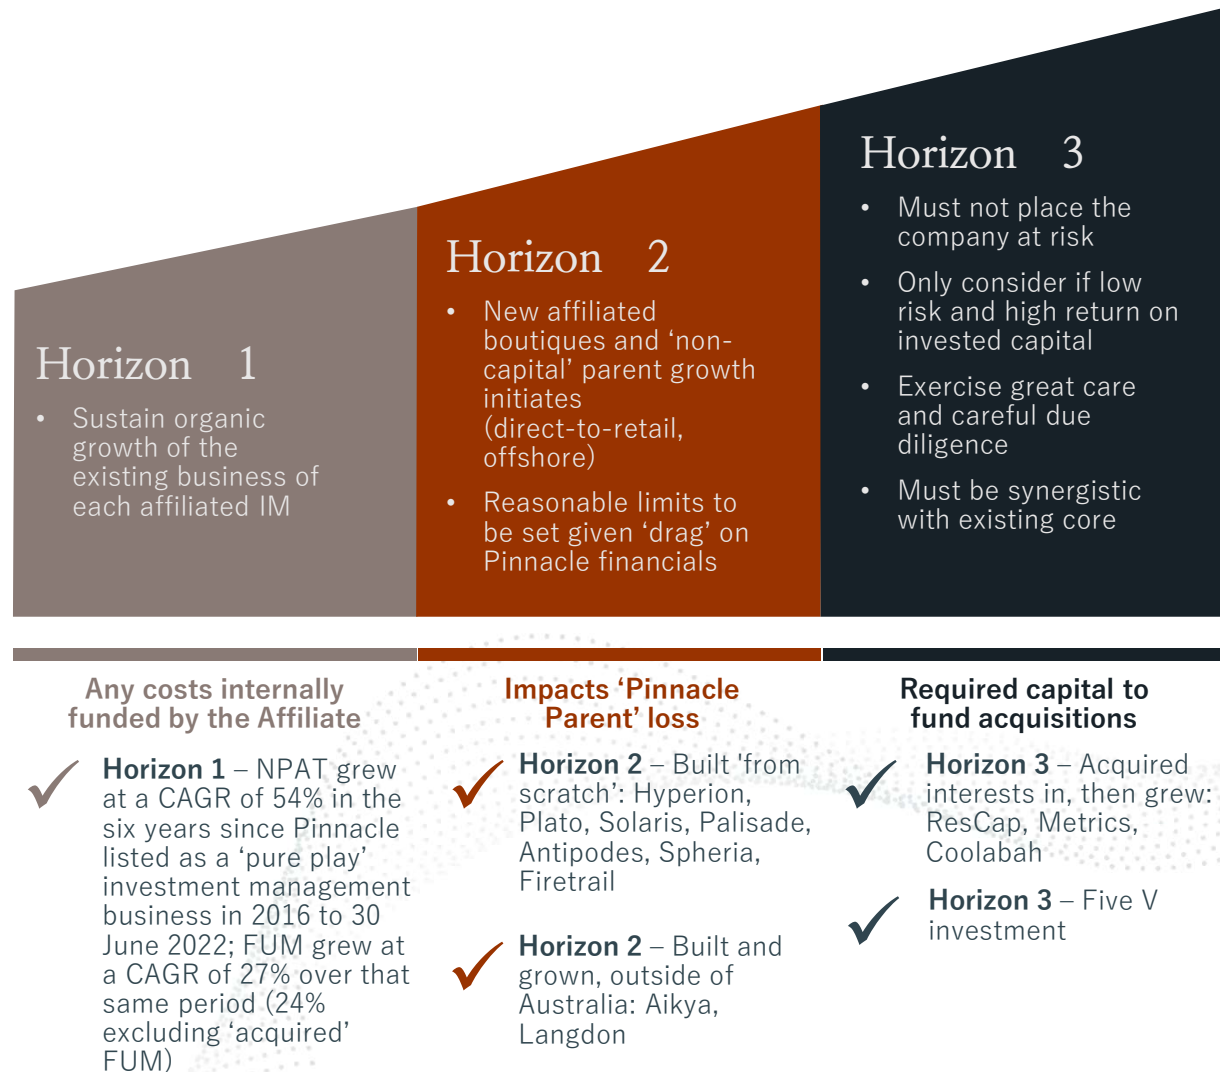 Horizon 1
• Sustain organic
growth of the
existing business of
each affiliated IM
Horizon 2
• New affiliated
boutiques and ‘non-
capital’ parent growth
initiates
(direct-to-retail,
offshore)
• Reasonable limits to
be set given ‘drag’ on
Pinnacle financials
Horizon 3
• Must not place the
company at risk
• Only consider if low
risk and high return on
invested capital
• Exercise great care
and careful due
diligence
• Must be synergistic
with existing core
Any costs internally
funded by the Affiliate
Horizon 1 – NPAT grew
at a CAGR of 54% in the
six years since Pinnacle
listed as a ‘pure play’
investment management
business in 2016 to 30
June 2022; FUM grew at
a CAGR of 27% over that
same period (24%
excluding ‘acquired’
FUM)
Impacts ‘Pinnacle
Parent’ loss
Horizon 2 – Built 'from
scratch’: Hyperion,
Plato, Solaris, Palisade,
Antipodes, Spheria,
Firetrail
Horizon 2 – Built and
grown, outside of
Australia: Aikya,
Langdon
Required capital to
fund acquisitions
Horizon 3 – Acquired
interests in, then grew:
ResCap, Metrics,
Coolabah
Horizon 3 – Five V
investment